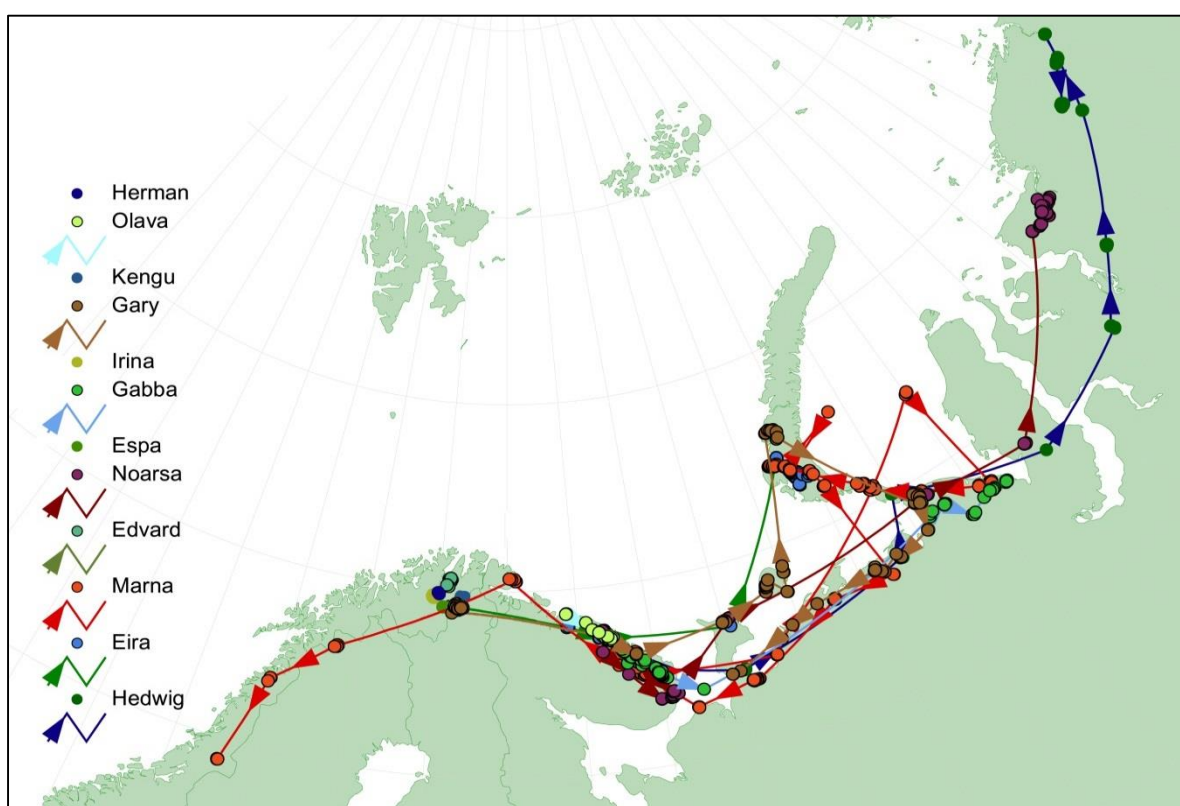 Herman
Olava
Kengu
Gary
Irina
Gabba
Espa
Noarsa
Edvard
Marna
Eira
Hedwig